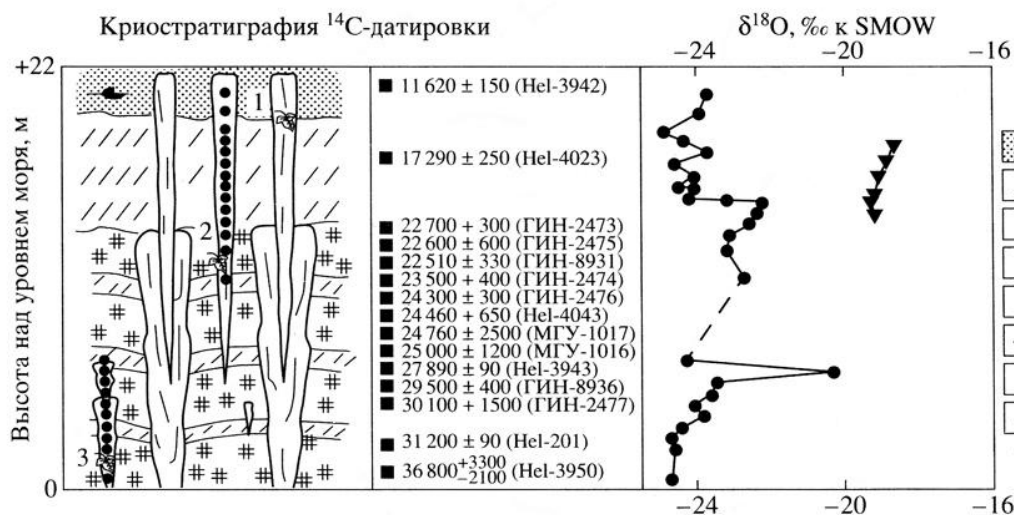 Криостратиграфия ¹⁴C-датировки
δ¹⁸O, ‰ к SMOW
−24 −20 −16
+22
Высота над уровнем моря, м
0
1
2
3
11 620 ± 150 (Hel-3942)
17 290 ± 250 (Hel-4023)
22 700 + 300 (ГИН-2473)
22 600 ± 600 (ГИН-2475)
22 510 ± 330 (ГИН-8931)
23 500 + 400 (ГИН-2474)
24 300 ± 300 (ГИН-2476)
24 460 + 650 (Hel-4043)
24 760 ± 2500 (МГУ-1017)
25 000 ± 1200 (МГУ-1016)
27 890 ± 90 (Hel-3943)
29 500 ± 400 (ГИН-8936)
30 100 + 1500 (ГИН-2477)
31 200 ± 90 (Hel-201)
36 800 +3300 −2100 (Hel-3950)
−24 −20 −16